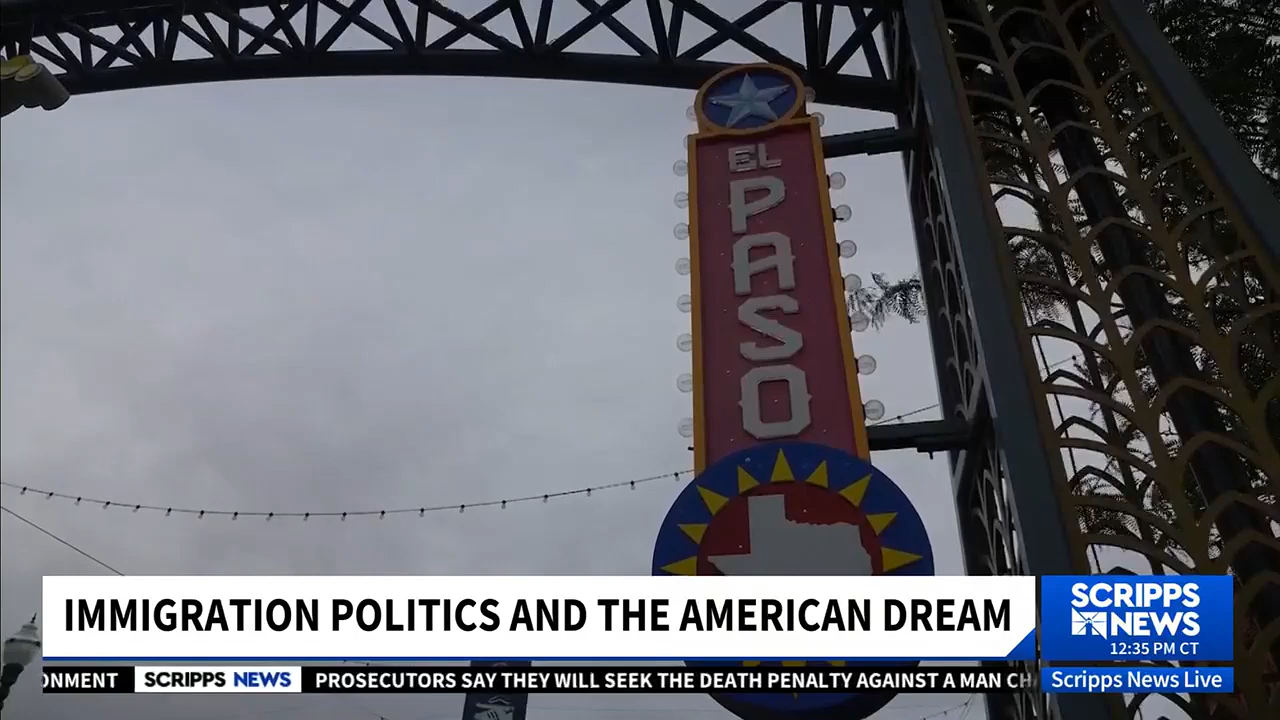 EL
PASO
IMMIGRATION POLITICS AND THE AMERICAN DREAM
SCRIPPS
NEWS
12:35 PM CT
ONMENT SCRIPPS NEWS PROSECUTORS SAY THEY WILL SEEK THE DEATH PENALTY AGAINST A MAN CH
Scripps News Live